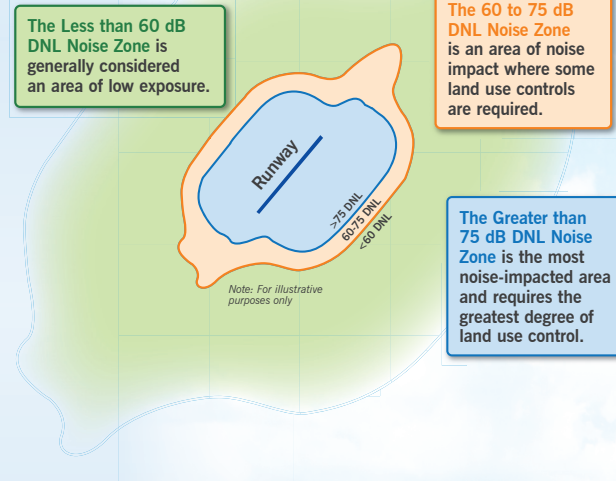 The Less than 60 dB
DNL Noise Zone is
generally considered
an area of low exposure.
The 60 to 75 dB
DNL Noise Zone
is an area of noise
impact where some
land use controls
are required.
Runway
>75 DNL
60-75 DNL
<60 DNL
Note: For illustrative
purposes only
The Greater than
75 dB DNL Noise
Zone is the most
noise-impacted area
and requires the
greatest degree of
land use control.